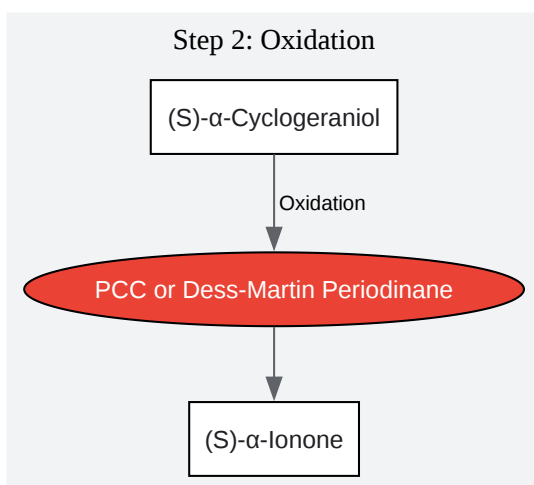 Step 2: Oxidation
(S)-α-Cyclogeraniol
Oxidation
PCC or Dess-Martin Periodinane
(S)-α-Ionone